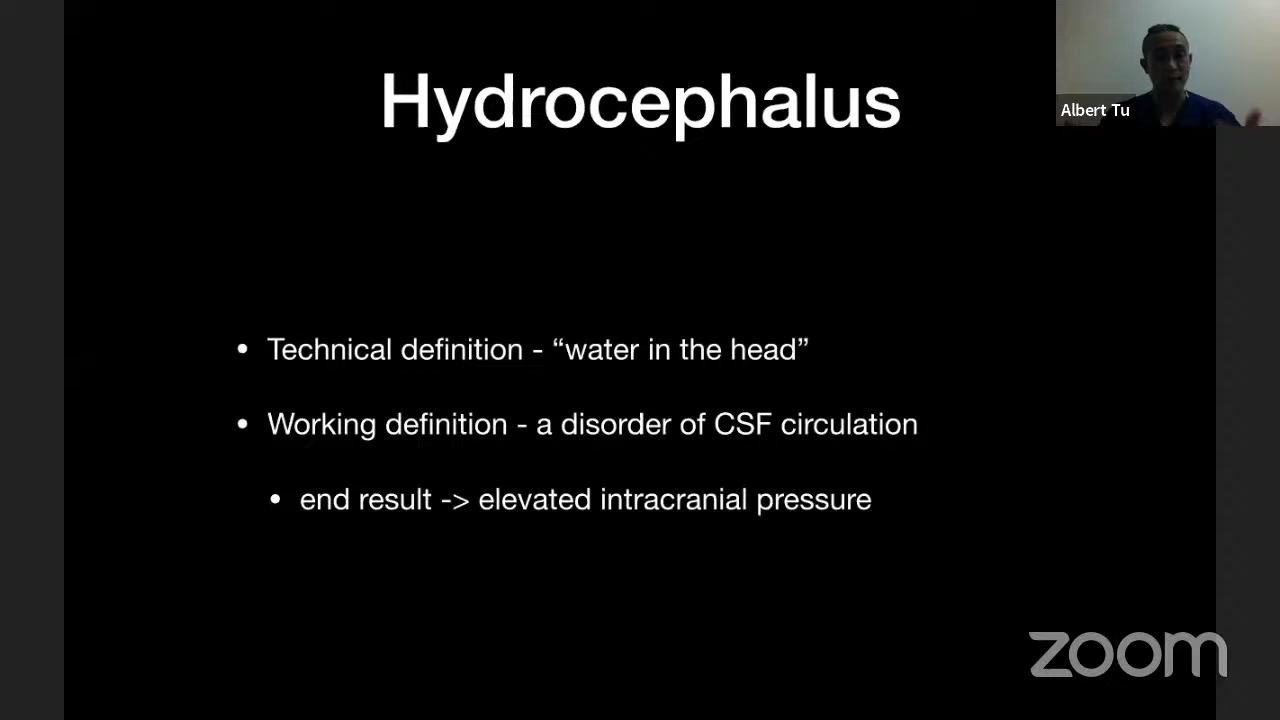 Hydrocephalus
Albert Tu
• Technical definition - “water in the head”
• Working definition - a disorder of CSF circulation
• end result -> elevated intracranial pressure
zoom